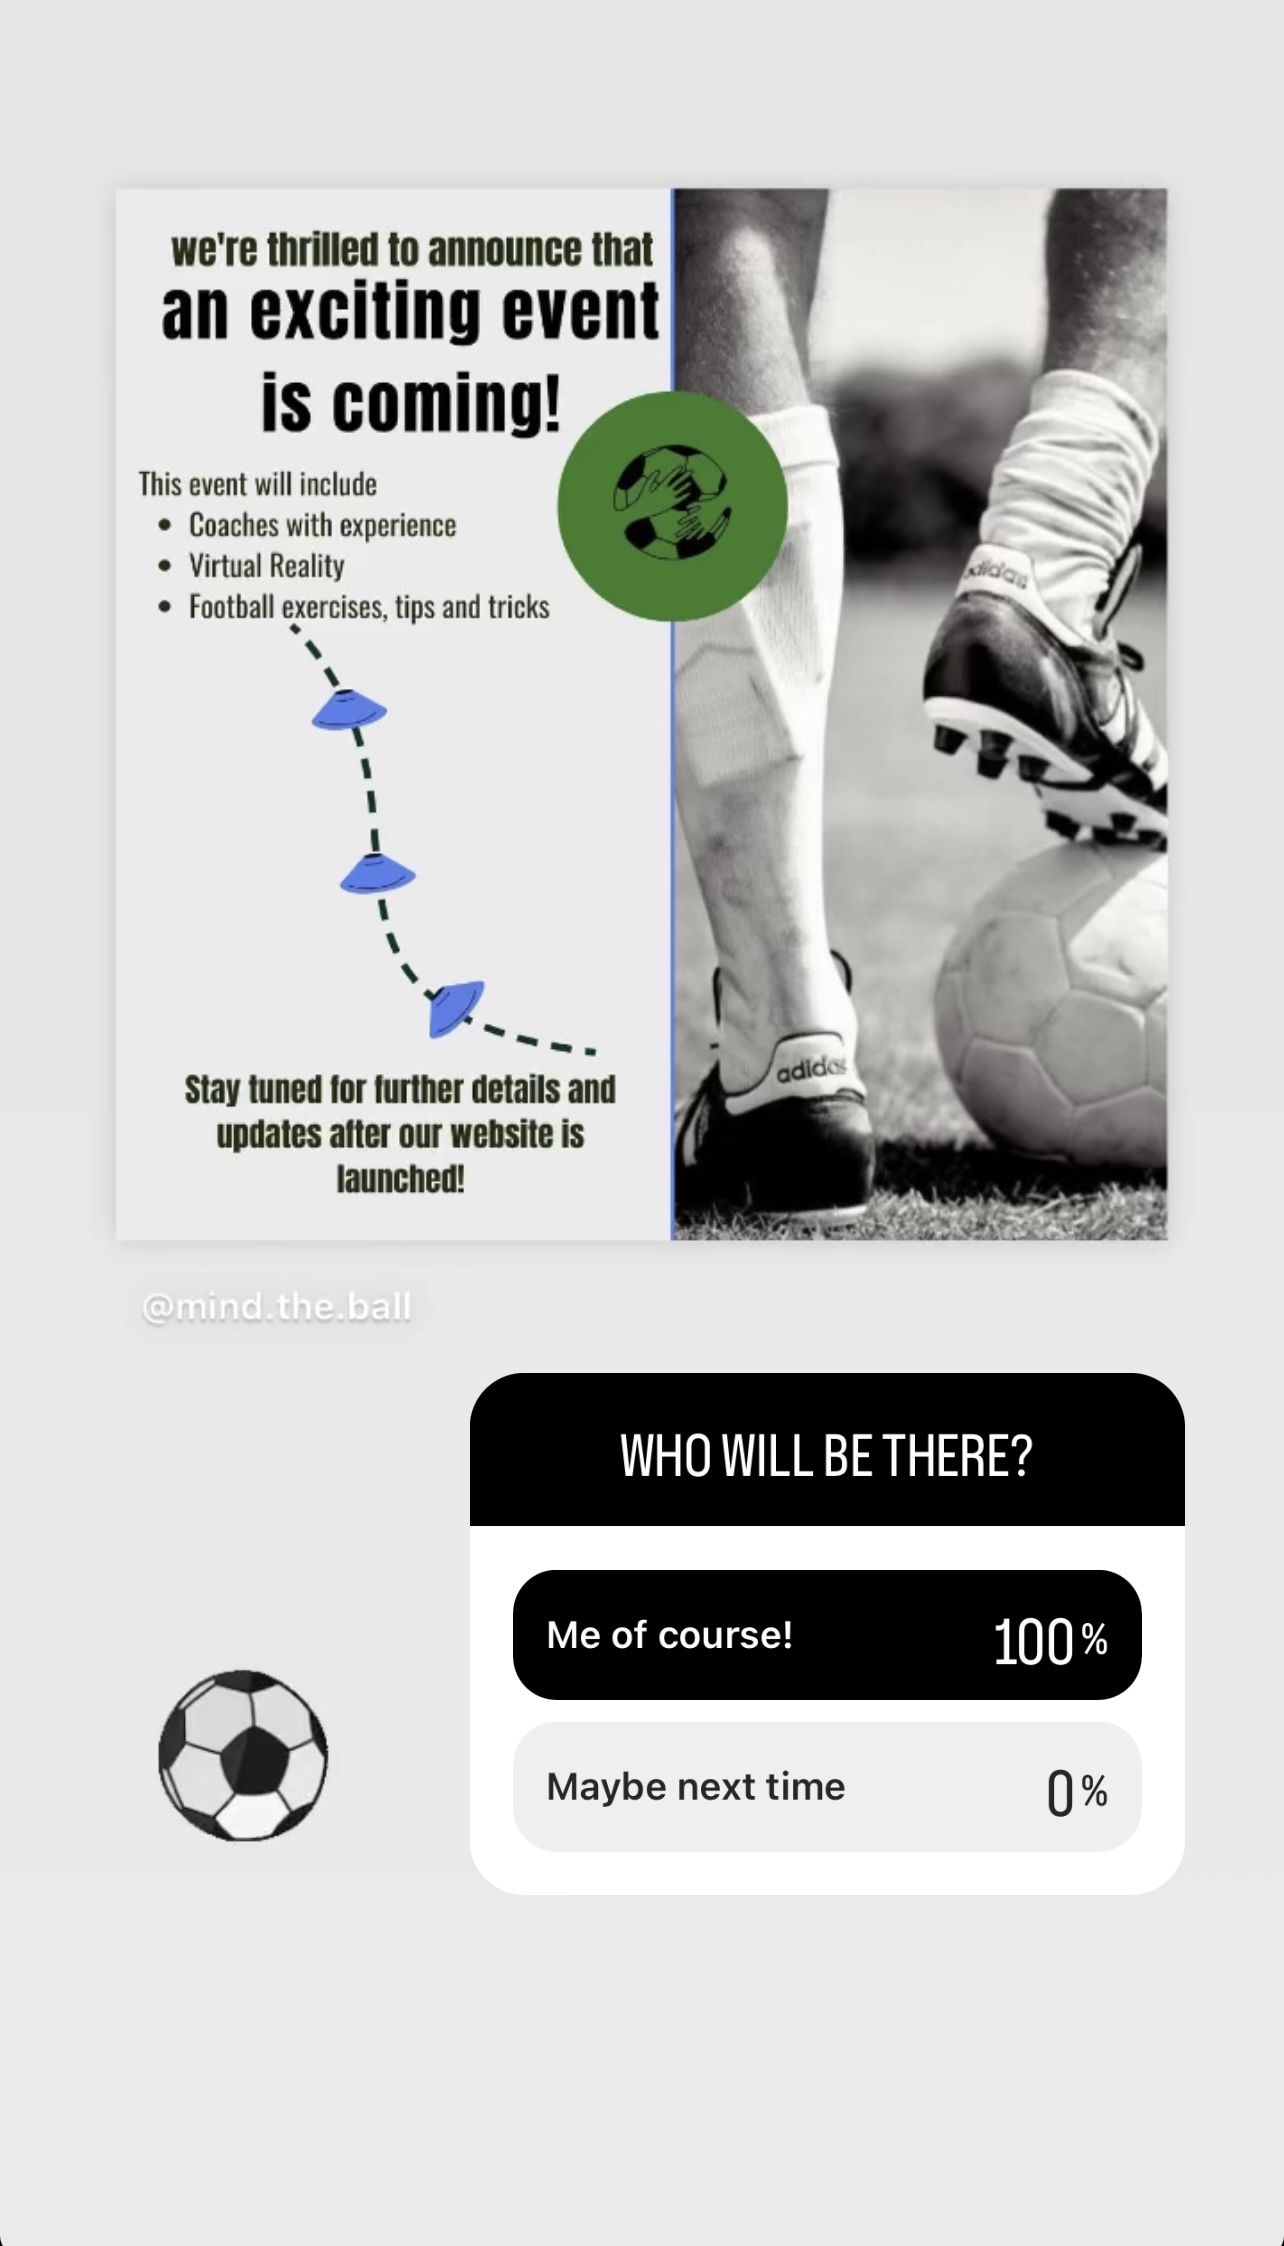 we're thrilled to announce that
an exciting event
is coming!
This event will include
• Coaches with experience
• Virtual Reality
• Football exercises, tips and tricks
adidas
adidas
Stay tuned for further details and
updates after our website is
launched!
@mind.the.ball
WHO WILL BE THERE?
Me of course! 100%
Maybe next time 0%